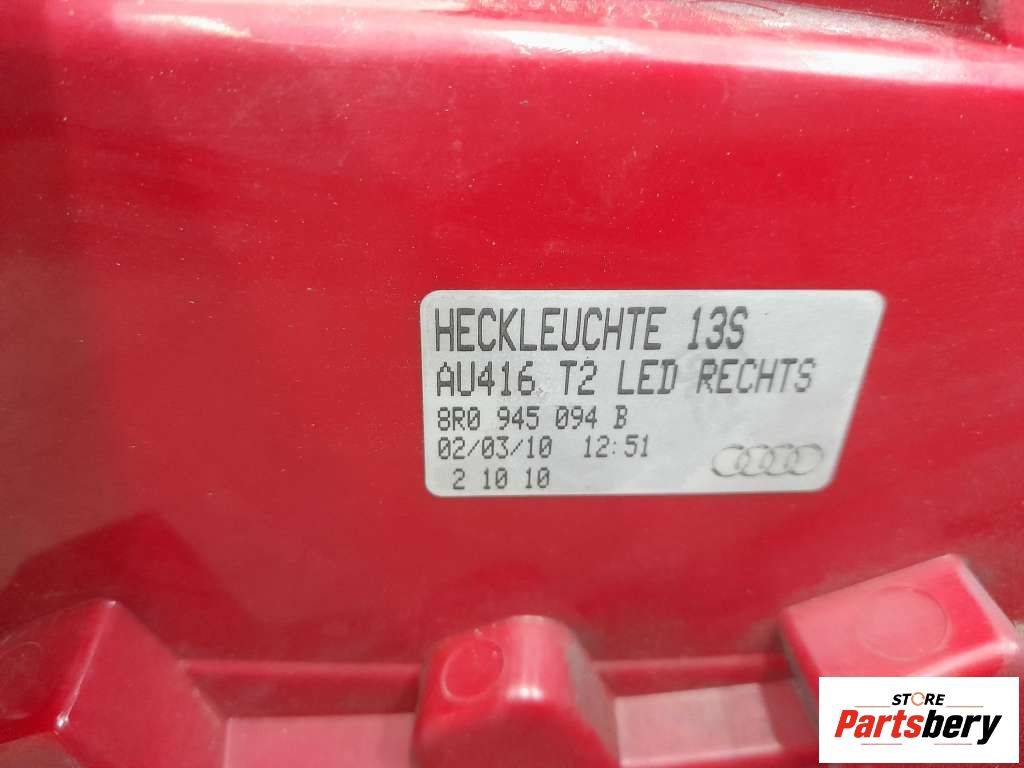 HECKLEUCHTE 13S
AU416 T2 LED RECHTS
8R0 945 094 B
02/03/10 12:51
2 10 10
STORE
Partsbery